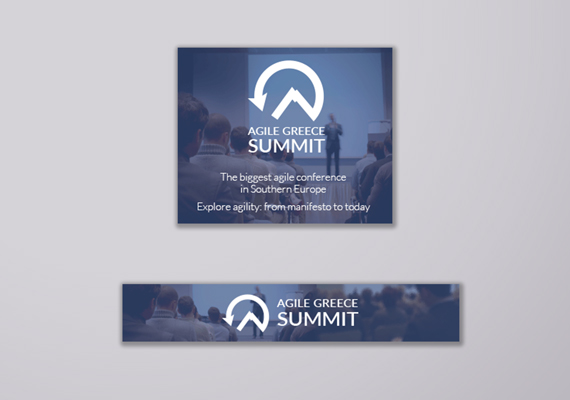 AGILE GREECE
SUMMIT
The biggest agile conference
in Southern Europe
Explore agility: from manifesto to today
AGILE GREECE
SUMMIT